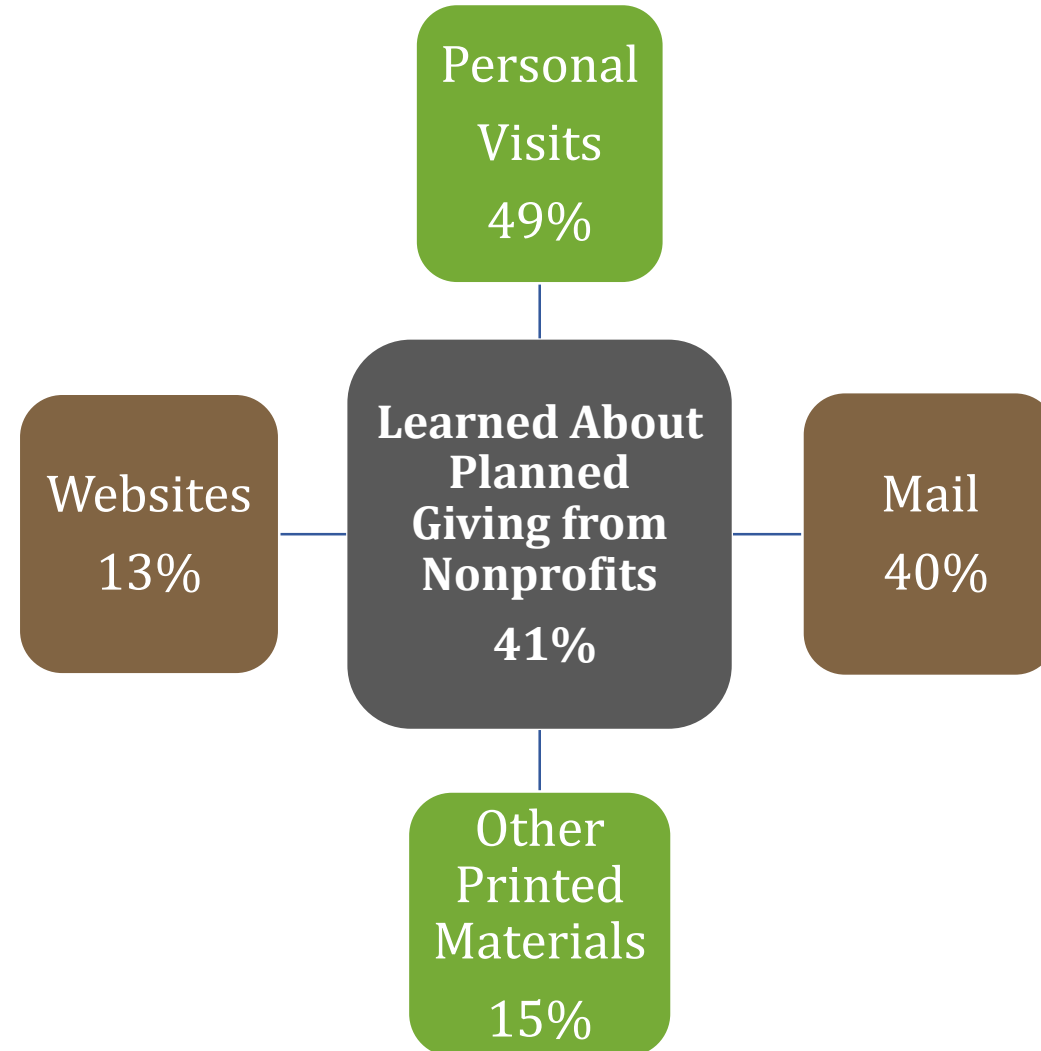 Personal
Visits
49%
Learned About
Planned
Giving from
Nonprofits
41%
Websites
13%
Mail
40%
Other
Printed
Materials
15%